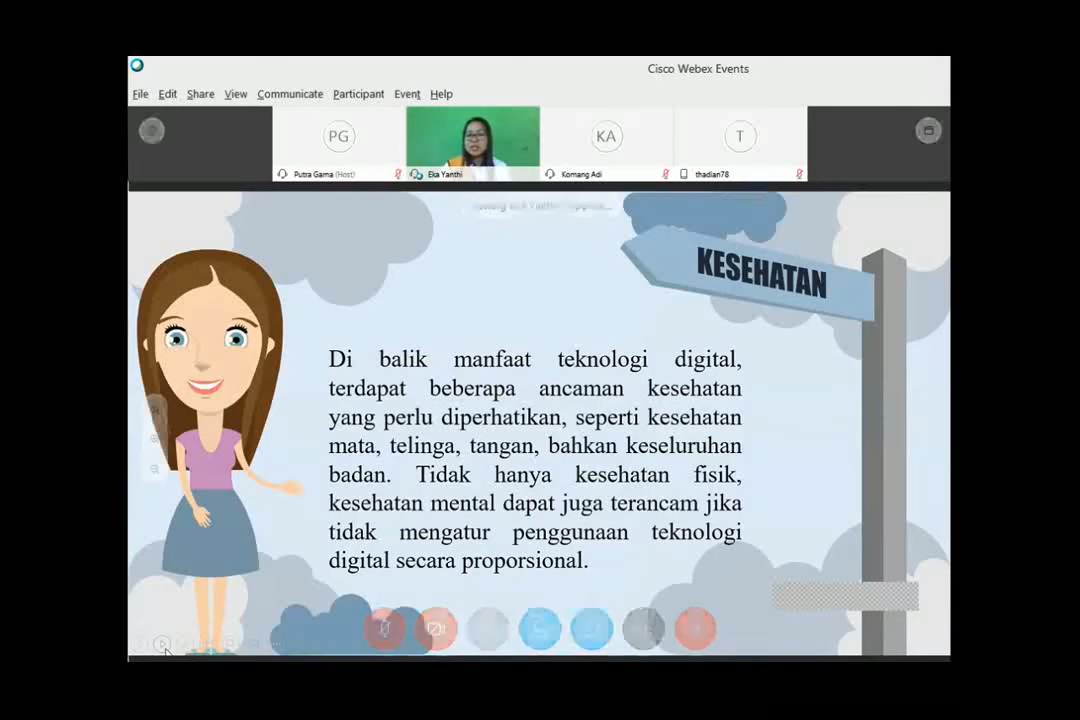 Cisco Webex Events
File Edit Share View Communicate Participant Event Help
PG KA T
Putra Gama (Host) Eka Yanthi Komang Adi thadian78
KESEHATAN
Di balik manfaat teknologi digital,
terdapat beberapa ancaman kesehatan
yang perlu diperhatikan, seperti kesehatan
mata, telinga, tangan, bahkan keseluruhan
badan. Tidak hanya kesehatan fisik,
kesehatan mental dapat juga terancam jika
tidak mengatur penggunaan teknologi
digital secara proporsional.